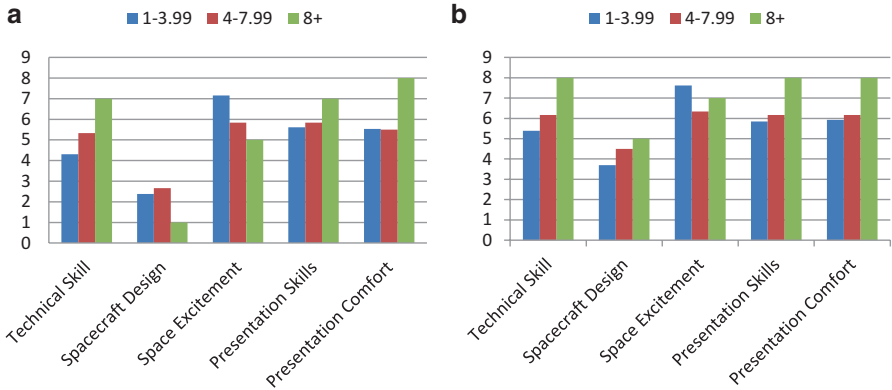 a
1-3.99 4-7.99 8+
9
8
7
6
5
4
3
2
1
0
Technical Skill
Spacecraft Design
Space Excitement
Presentation Skills
Presentation Comfort
b
1-3.99 4-7.99 8+
9
8
7
6
5
4
3
2
1
0
Technical Skill
Spacecraft Design
Space Excitement
Presentation Skills
Presentation Comfort